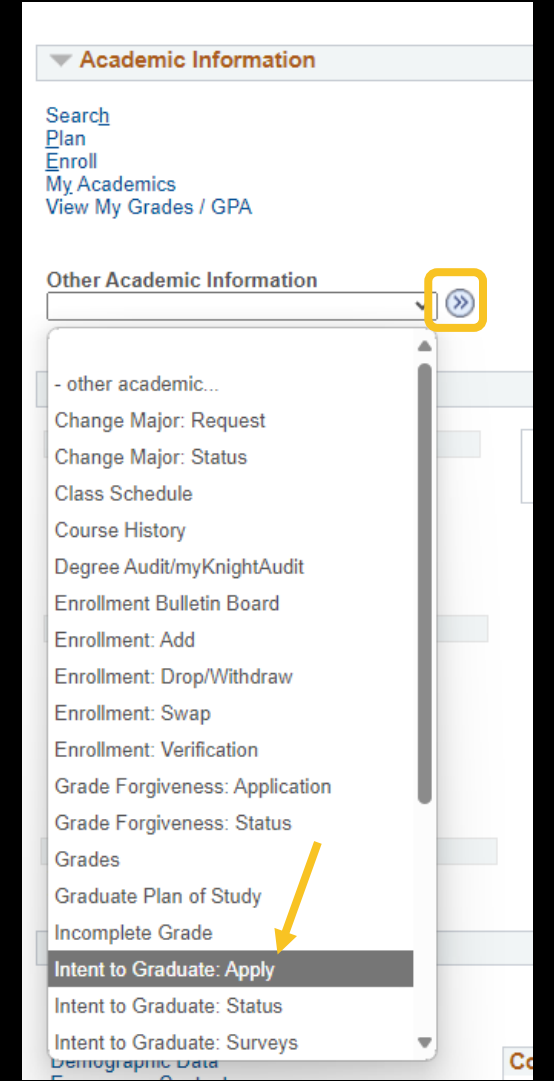 Academic Information
Search
Plan
Enroll
My Academics
View My Grades / GPA
Other Academic Information
- other academic...
Change Major: Request
Change Major: Status
Class Schedule
Course History
Degree Audit/myKnightAudit
Enrollment Bulletin Board
Enrollment: Add
Enrollment: Drop/Withdraw
Enrollment: Swap
Enrollment: Verification
Grade Forgiveness: Application
Grade Forgiveness: Status
Grades
Graduate Plan of Study
Incomplete Grade
Intent to Graduate: Apply
Intent to Graduate: Status
Intent to Graduate: Surveys
Demographic Data